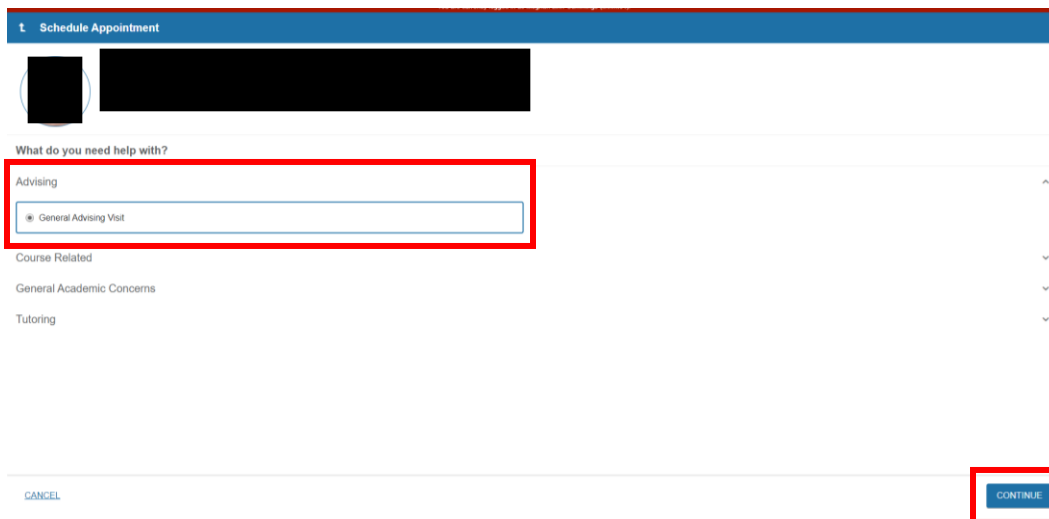 Schedule Appointment
What do you need help with?
Advising
General Advising Visit
Course Related
General Academic Concerns
Tutoring
CANCEL
CONTINUE